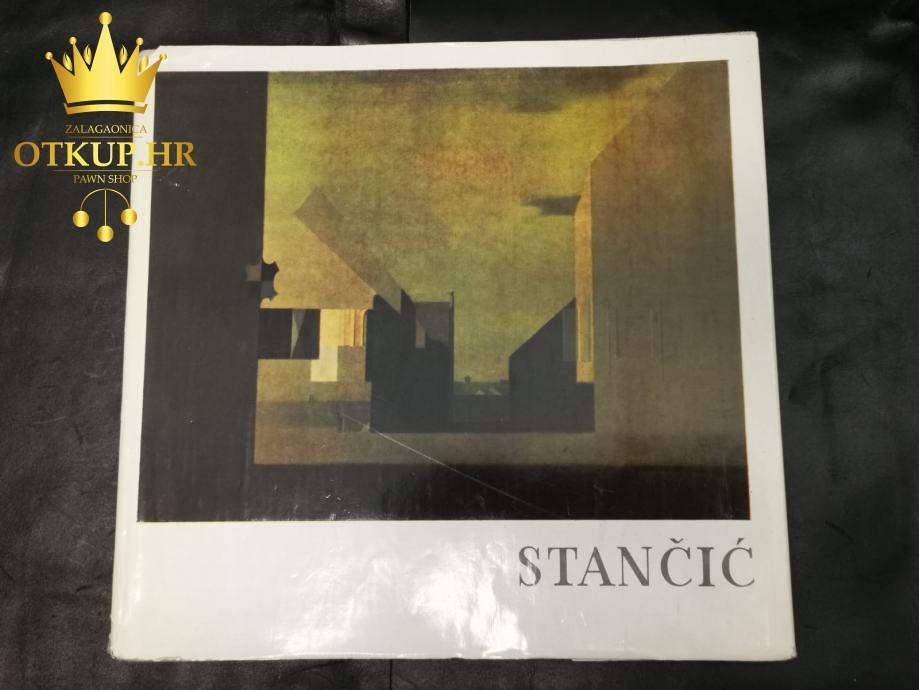 ZALAGAONICA
OTKUP.HR
PAWN SHOP
STANČIĆ